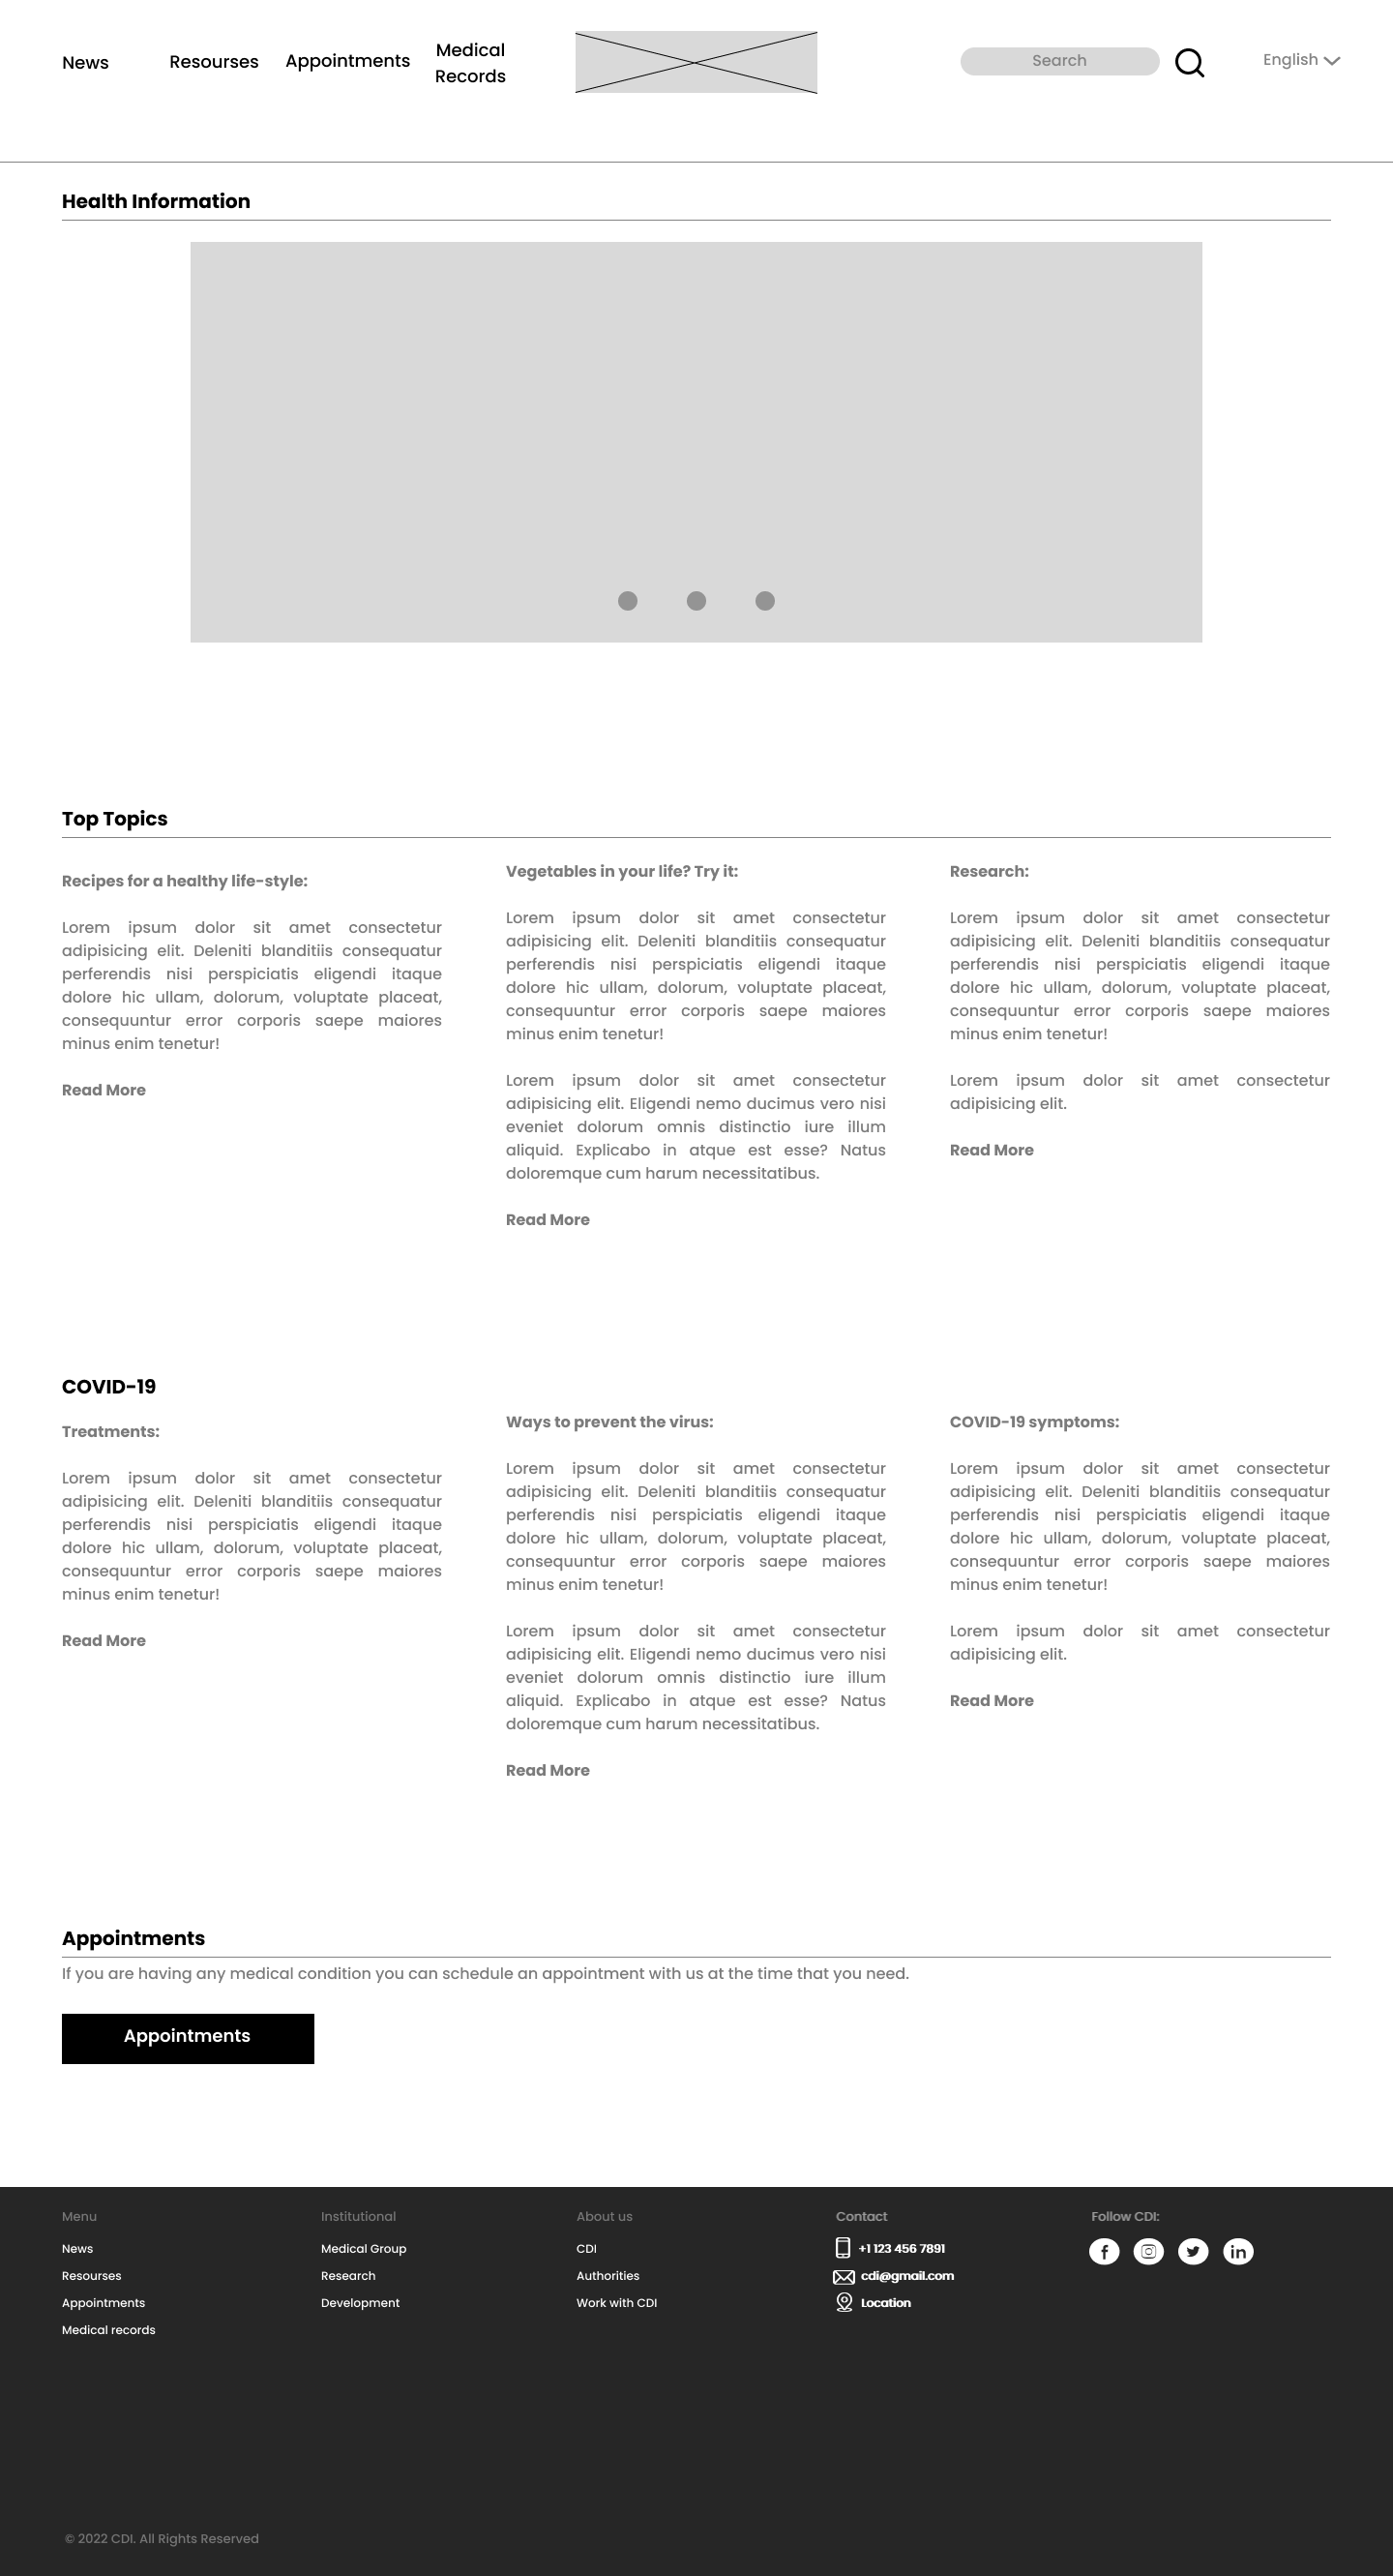 News
Resourses
Appointments
Medical
Records
Search
English
Health Information
Top Topics
Recipes for a healthy life-style:
Lorem ipsum dolor sit amet consectetur
adipisicing elit. Deleniti blanditiis consequatur
perferendis nisi perspiciatis eligendi itaque
dolore hic ullam, dolorum, voluptate placeat,
consequuntur error corporis saepe maiores
minus enim tenetur!
Read More
Vegetables in your life? Try it:
Lorem ipsum dolor sit amet consectetur
adipisicing elit. Deleniti blanditiis consequatur
perferendis nisi perspiciatis eligendi itaque
dolore hic ullam, dolorum, voluptate placeat,
consequuntur error corporis saepe maiores
minus enim tenetur!
Lorem ipsum dolor sit amet consectetur
adipisicing elit. Eligendi nemo ducimus vero nisi
eveniet dolorum omnis distinctio iure illum
aliquid. Explicabo in atque est esse? Natus
doloremque cum harum necessitatibus.
Read More
Research:
Lorem ipsum dolor sit amet consectetur
adipisicing elit. Deleniti blanditiis consequatur
perferendis nisi perspiciatis eligendi itaque
dolore hic ullam, dolorum, voluptate placeat,
consequuntur error corporis saepe maiores
minus enim tenetur!
Lorem ipsum dolor sit amet consectetur
adipisicing elit.
Read More
COVID-19
Treatments:
Lorem ipsum dolor sit amet consectetur
adipisicing elit. Deleniti blanditiis consequatur
perferendis nisi perspiciatis eligendi itaque
dolore hic ullam, dolorum, voluptate placeat,
consequuntur error corporis saepe maiores
minus enim tenetur!
Read More
Ways to prevent the virus:
Lorem ipsum dolor sit amet consectetur
adipisicing elit. Deleniti blanditiis consequatur
perferendis nisi perspiciatis eligendi itaque
dolore hic ullam, dolorum, voluptate placeat,
consequuntur error corporis saepe maiores
minus enim tenetur!
Lorem ipsum dolor sit amet consectetur
adipisicing elit. Eligendi nemo ducimus vero nisi
eveniet dolorum omnis distinctio iure illum
aliquid. Explicabo in atque est esse? Natus
doloremque cum harum necessitatibus.
Read More
COVID-19 symptoms:
Lorem ipsum dolor sit amet consectetur
adipisicing elit. Deleniti blanditiis consequatur
perferendis nisi perspiciatis eligendi itaque
dolore hic ullam, dolorum, voluptate placeat,
consequuntur error corporis saepe maiores
minus enim tenetur!
Lorem ipsum dolor sit amet consectetur
adipisicing elit.
Read More
Appointments
If you are having any medical condition you can schedule an appointment with us at the time that you need.
Appointments
Menu
News
Resourses
Appointments
Medical records
Institutional
Medical Group
Research
Development
About us
CDI
Authorities
Work with CDI
Contact
+1 123 456 7891
cdi@gmail.com
Location
Follow CDI:
© 2022 CDI. All Rights Reserved